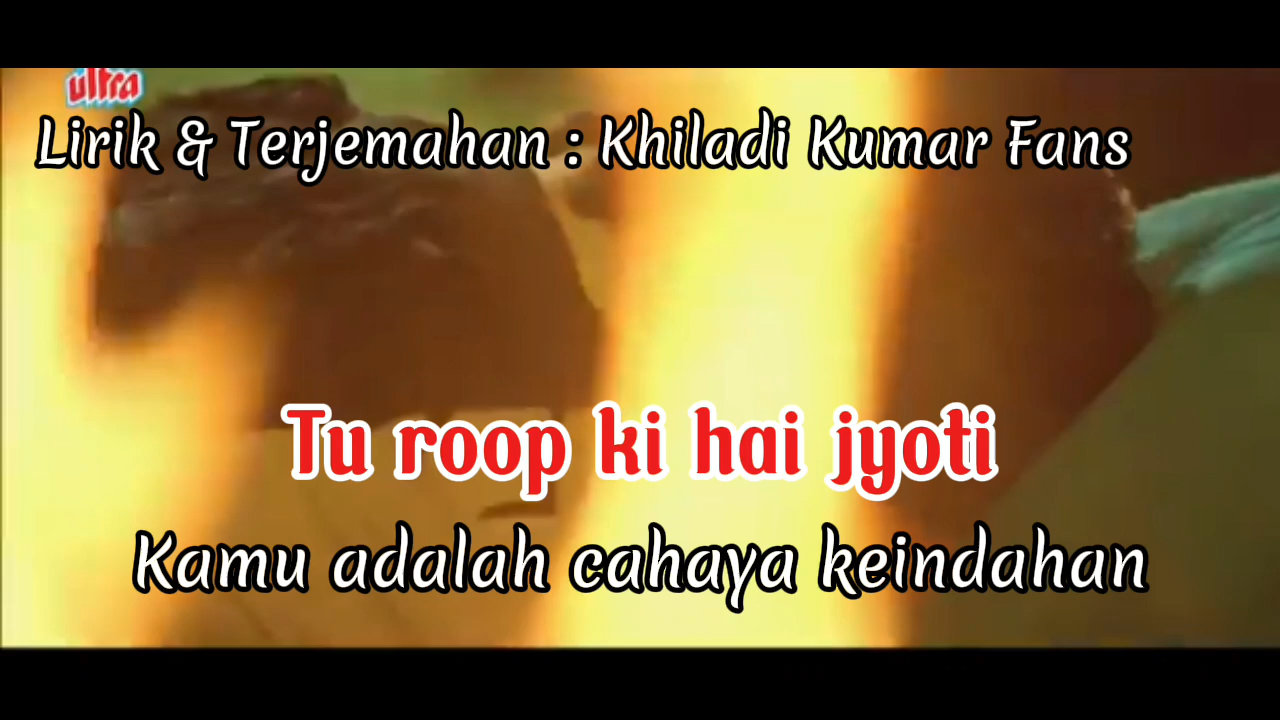 ultra
Lirik & Terjemahan : Khiladi Kumar Fans
Tu roop ki hai jyoti
Kamu adalah cahaya keindahan